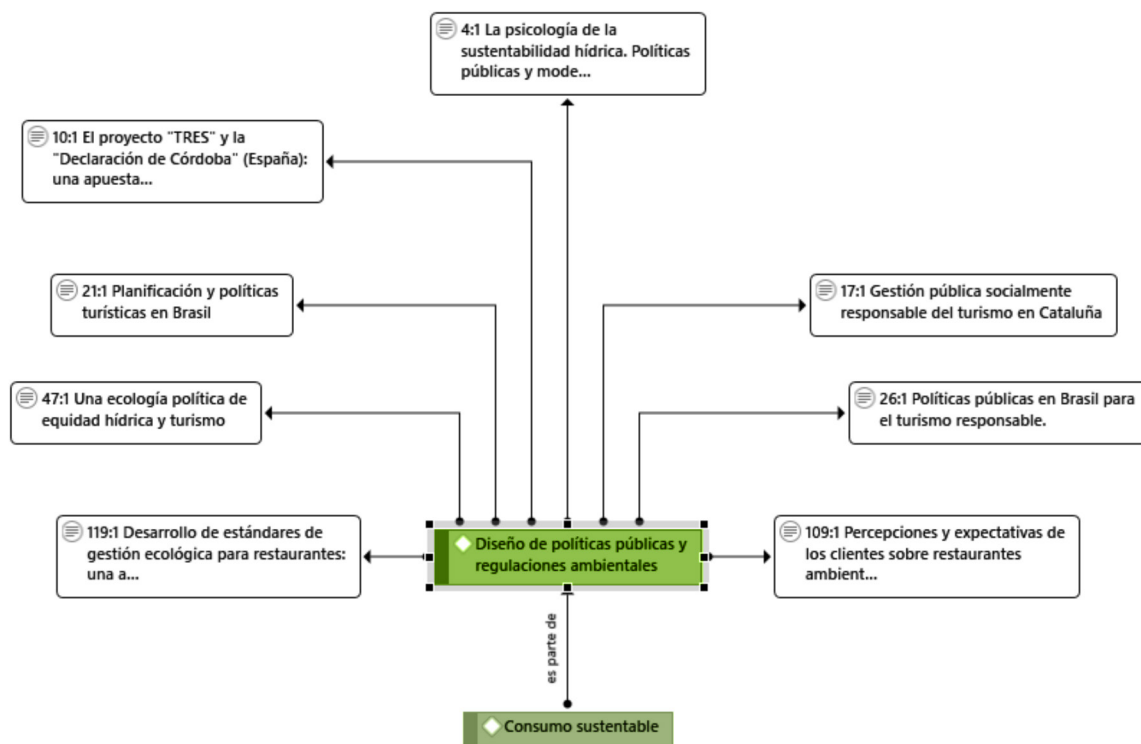 4:1 La psicología de la
sustentabilidad hídrica. Políticas
públicas y mode...
10:1 El proyecto "TRES" y la
"Declaración de Córdoba" (España):
una apuesta...
21:1 Planificación y políticas
turísticas en Brasil
17:1 Gestión pública socialmente
responsable del turismo en Cataluña
47:1 Una ecología política de
equidad hídrica y turismo
26:1 Políticas públicas en Brasil para
el turismo responsable.
119:1 Desarrollo de estándares de
gestión ecológica para restaurantes:
una a...
Diseño de políticas públicas y
regulaciones ambientales
109:1 Percepciones y expectativas de
los clientes sobre restaurantes
ambient...
es parte de
Consumo sustentable